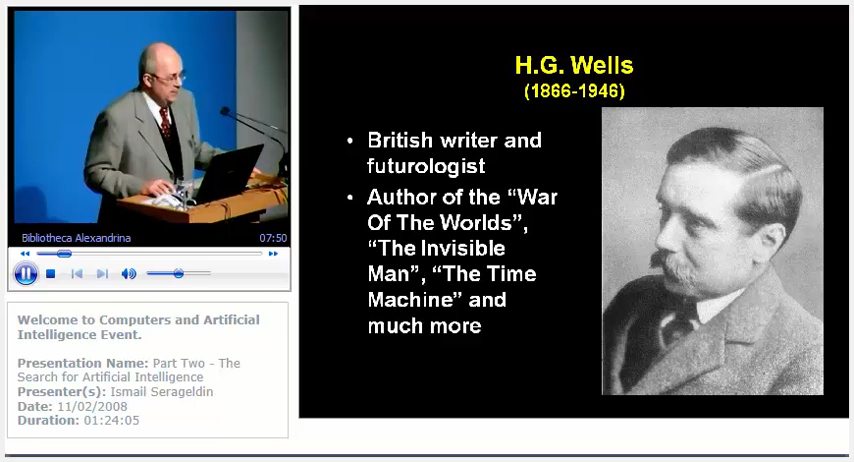 Bibliotheca Alexandrina 07:50
Welcome to Computers and Artificial
Intelligence Event.
Presentation Name: Part Two - The
Search for Artificial Intelligence
Presenter(s): Ismail Serageldin
Date: 11/02/2008
Duration: 01:24:05
H.G. Wells
(1866-1946)
• British writer and
futurologist
• Author of the “War
Of The Worlds”,
“The Invisible
Man”, “The Time
Machine” and
much more